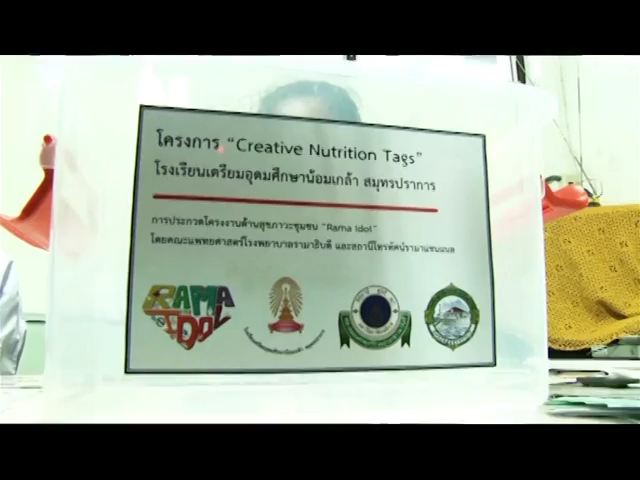 โครงการ “Creative Nutrition Tags”
โรงเรียนเตรียมอุดมศึกษาน้อมเกล้า สมุทรปราการ
การประกวดโครงงานด้านสุขภาวะชุมชน “Rama Idol”
โดยคณะแพทยศาสตร์โรงพยาบาลรามาธิบดี และสถานีโทรทัศน์รามาแชนแนล
RAMA
IDOL